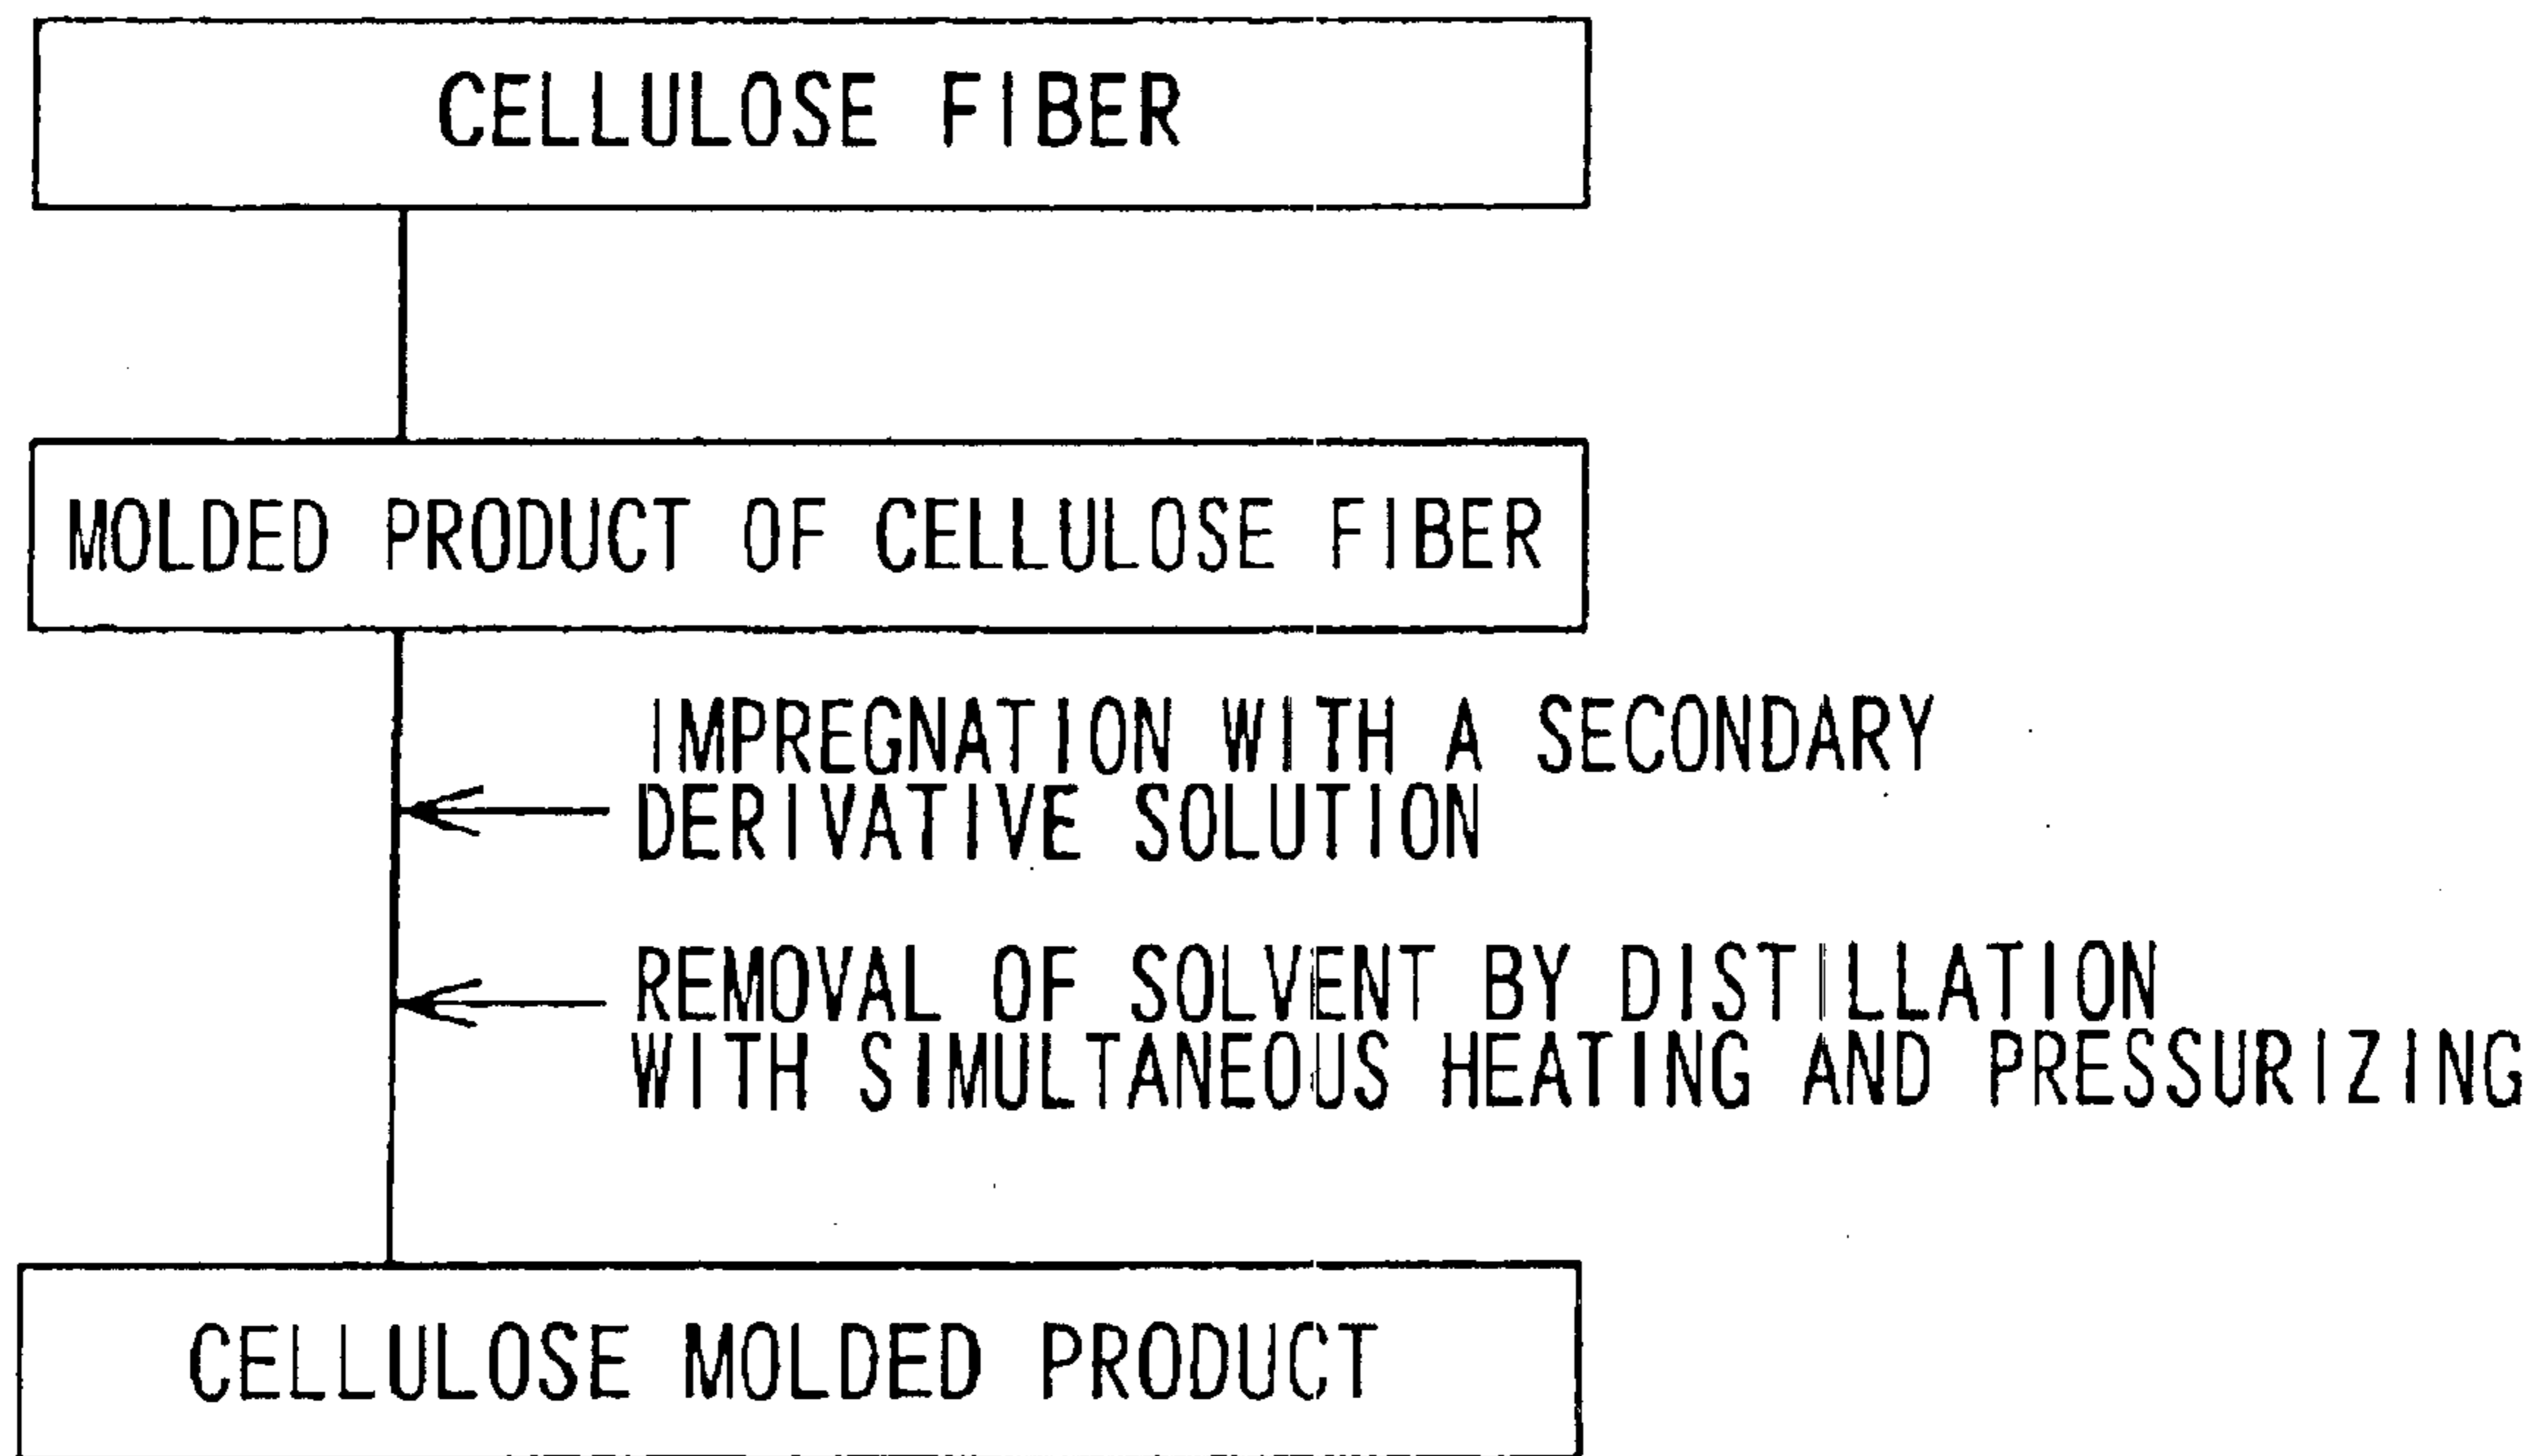 CELLULOSE FIBER
MOLDED PRODUCT OF CELLULOSE FIBER
IMPREGNATION WITH A SECONDARY
DERIVATIVE SOLUTION
REMOVAL OF SOLVENT BY DISTILLATION
WITH SIMULTANEOUS HEATING AND PRESSURIZING
CELLULOSE MOLDED PRODUCT